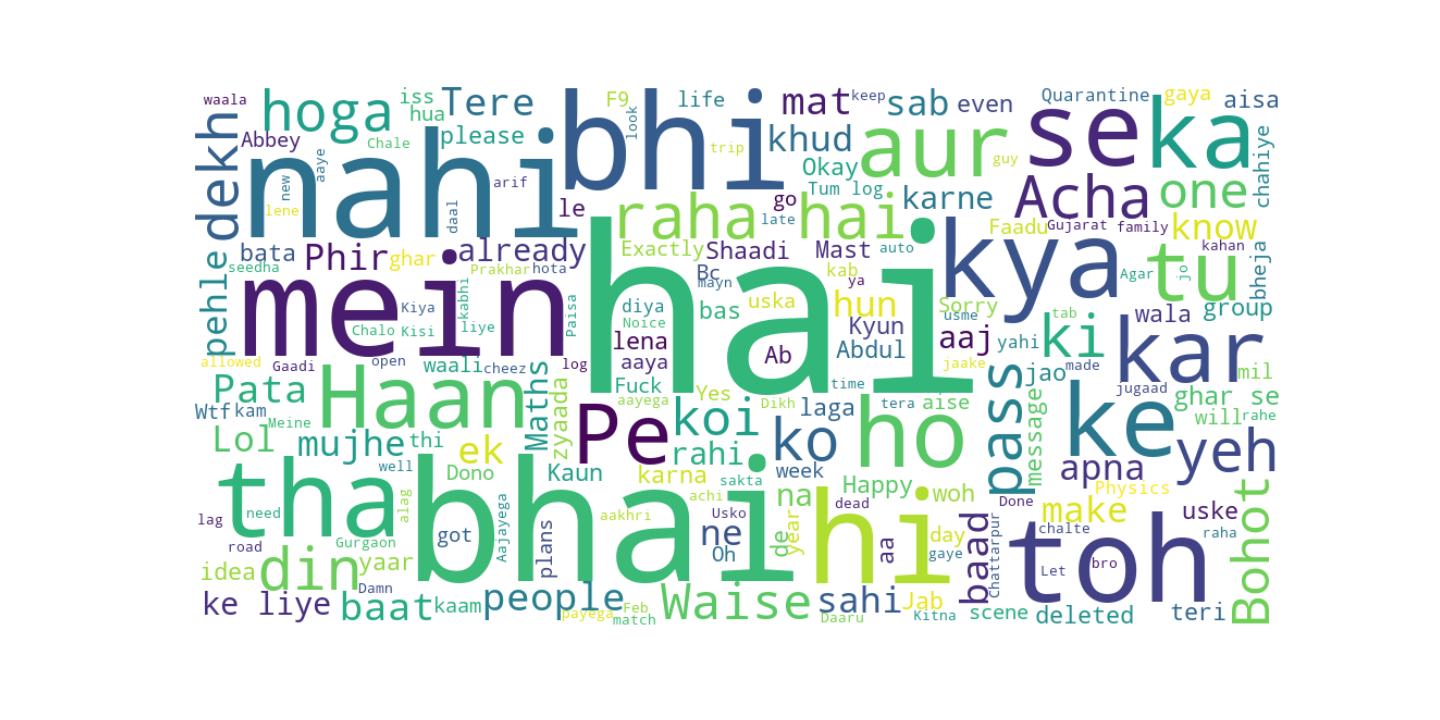 waala hoga iss hua Tere F9 look life mat keep sab even Quarantine gaya aisa
Abbey Chale please bhi khud aur se ka
dekh nahi aaye new arif trip Okay guy chahiye
lene daal le Tum log go karne Acha one
pehle bata Phir ghar already raha late hai Faadu Gujarat family know
seedha Prakhar hota Exactly Shaadi Mast auto kya kahan tu bheja
mein kabhi Bc mayn kab ya Agar jo
Kiya liye Paisa hai diya bas uska hun Sorry usme tab wala group
Chalo Kisi Noice lena Ab Kyun Abdul aaj yahi ki kar
allowed Gaadi open waali cheez log aaya jaake jao made mil
Pata Haan Maths Fuck Yes time pass jugaad ghar se
Wtf kam Meine zyaada aayega Dikh tera aise ke will rahe
Lol mujhe thi ek Pe koi laga ko ho message yeh
well Dono Kaun rahi karna sakta week Happy woh apna Physics
tha bhai achi na dead Done make uske Bohot
lag need alag aakhri Usko year hi day baad toh
road Gurgaon got Aajayega plans ne Oh de aa gaye Chattarpur chalte raha
idea din yaar Damn Let bro
ke liye baat kaam people payega Feb match Waise Daaru sahi Jab Kitna scene deleted teri